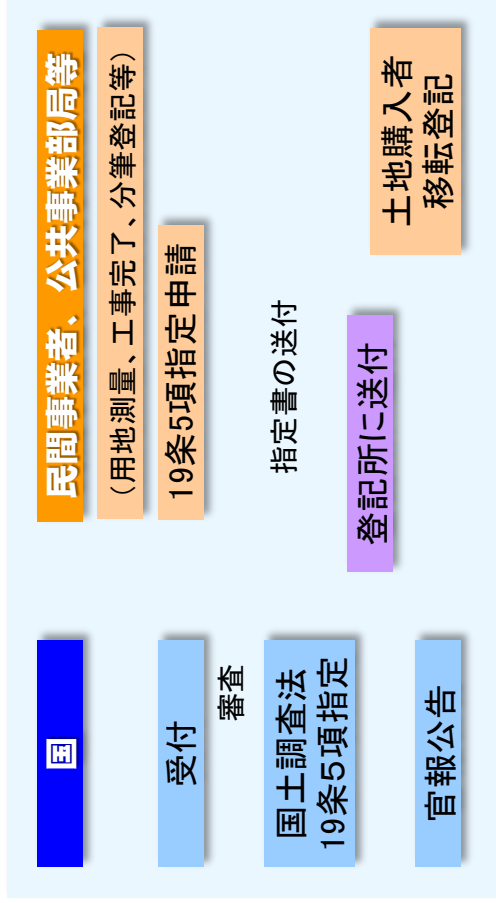 国
民間事業者、公共事業部局等
（用地測量、工事完了、分筆登記等）
受付
19条5項指定申請
審査
国土調査法
19条5項指定
指定書の送付
登記所に送付
土地購入者
移転登記
官報公告